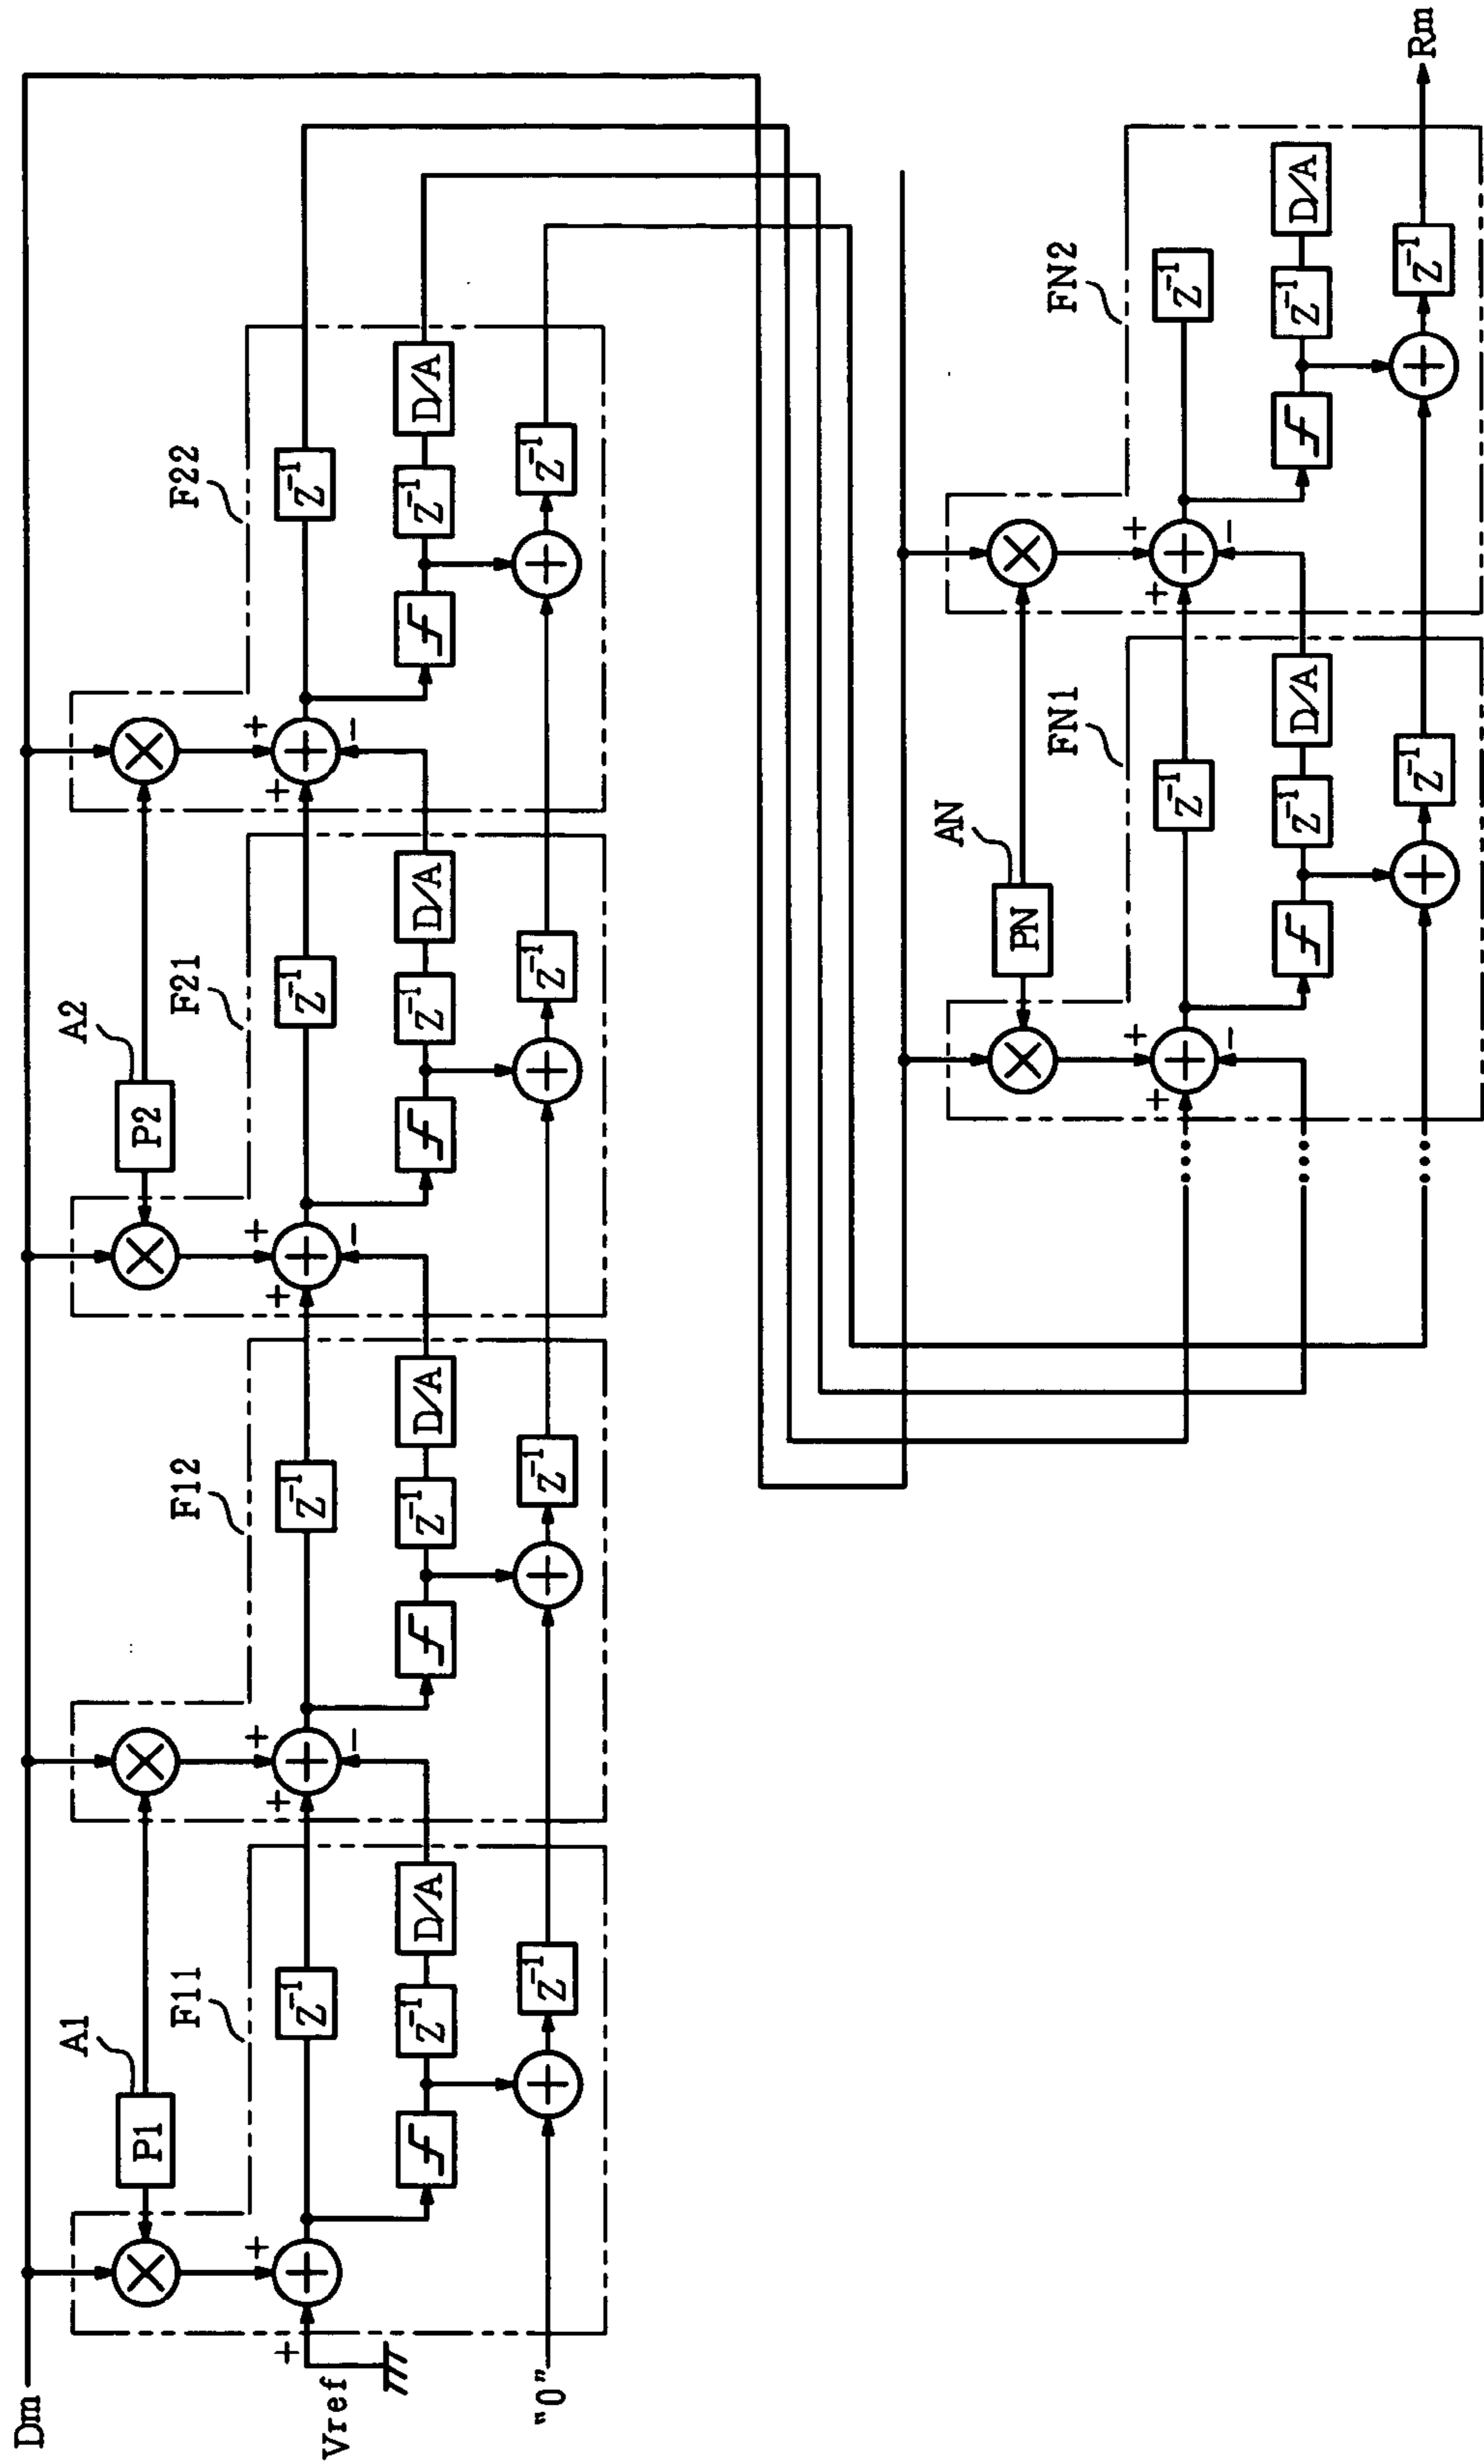 Dm
A1
A2
P1
P2
F11
F12
F21
F22
+ + + +
+ + + +
Vref
Z⁻¹ Z⁻¹ Z⁻¹ Z⁻¹
− − −
Z⁻¹ D/A Z⁻¹ D/A Z⁻¹ D/A Z⁻¹ D/A
"0"
Z⁻¹ Z⁻¹ Z⁻¹ Z⁻¹
AN
PN
FN1
FN2
+ +
+ +
Z⁻¹ Z⁻¹
− −
Z⁻¹ D/A Z⁻¹ D/A
Z⁻¹ Z⁻¹
Rm